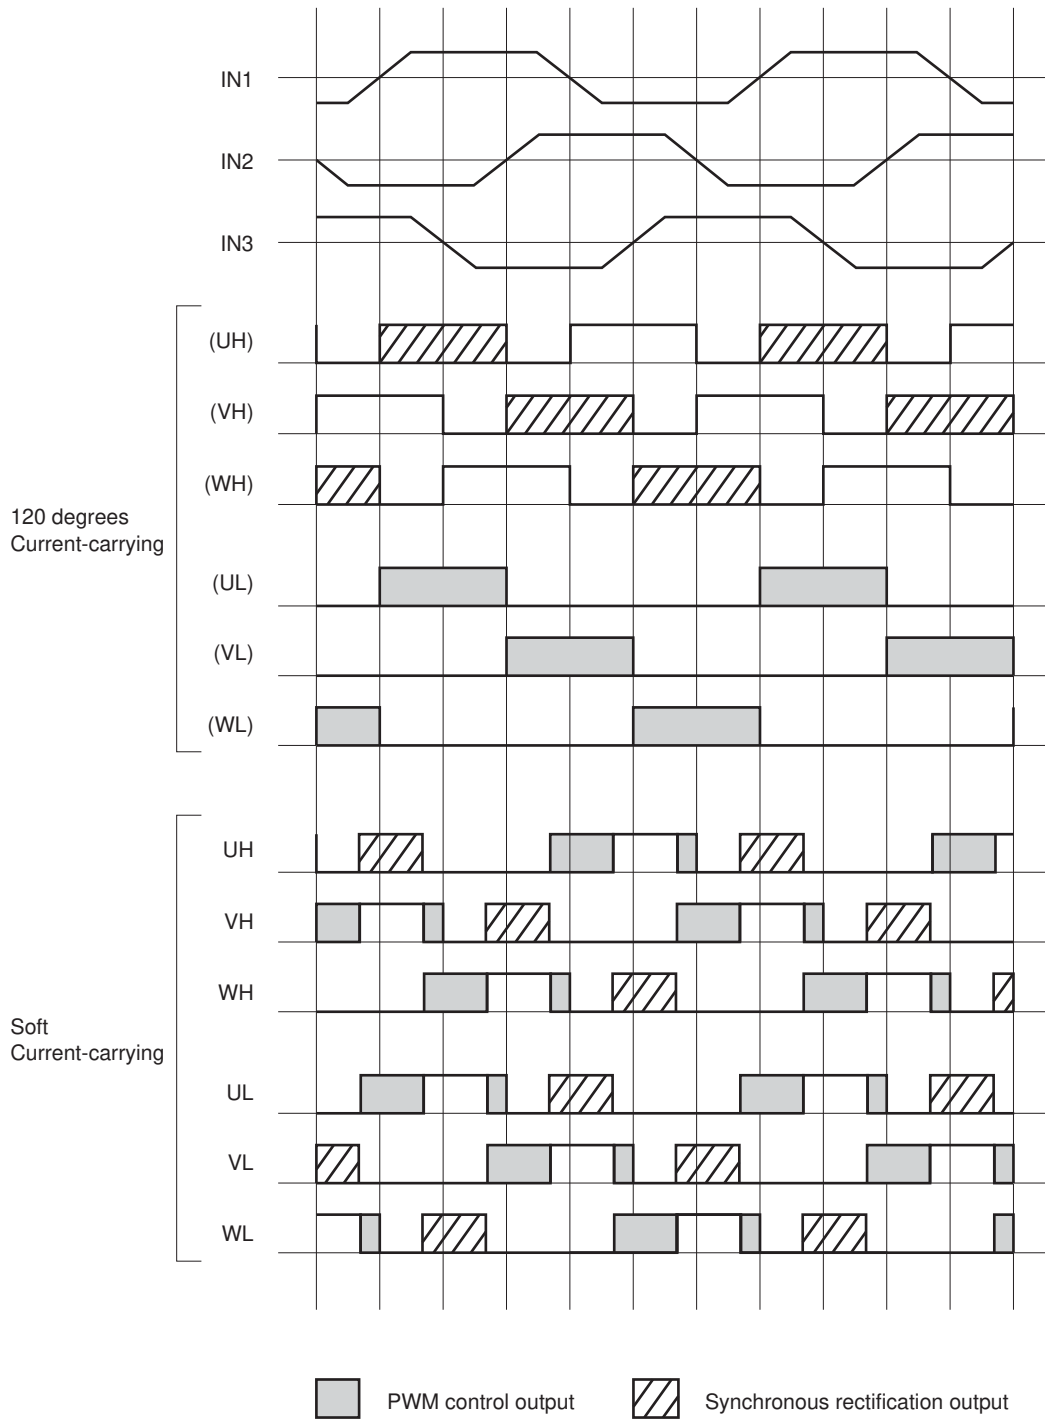 IN1
IN2
IN3
(UH)
(VH)
(WH)
120 degrees
Current-carrying
(UL)
(VL)
(WL)
UH
VH
WH
Soft
Current-carrying
UL
VL
WL
PWM control output
Synchronous rectification output